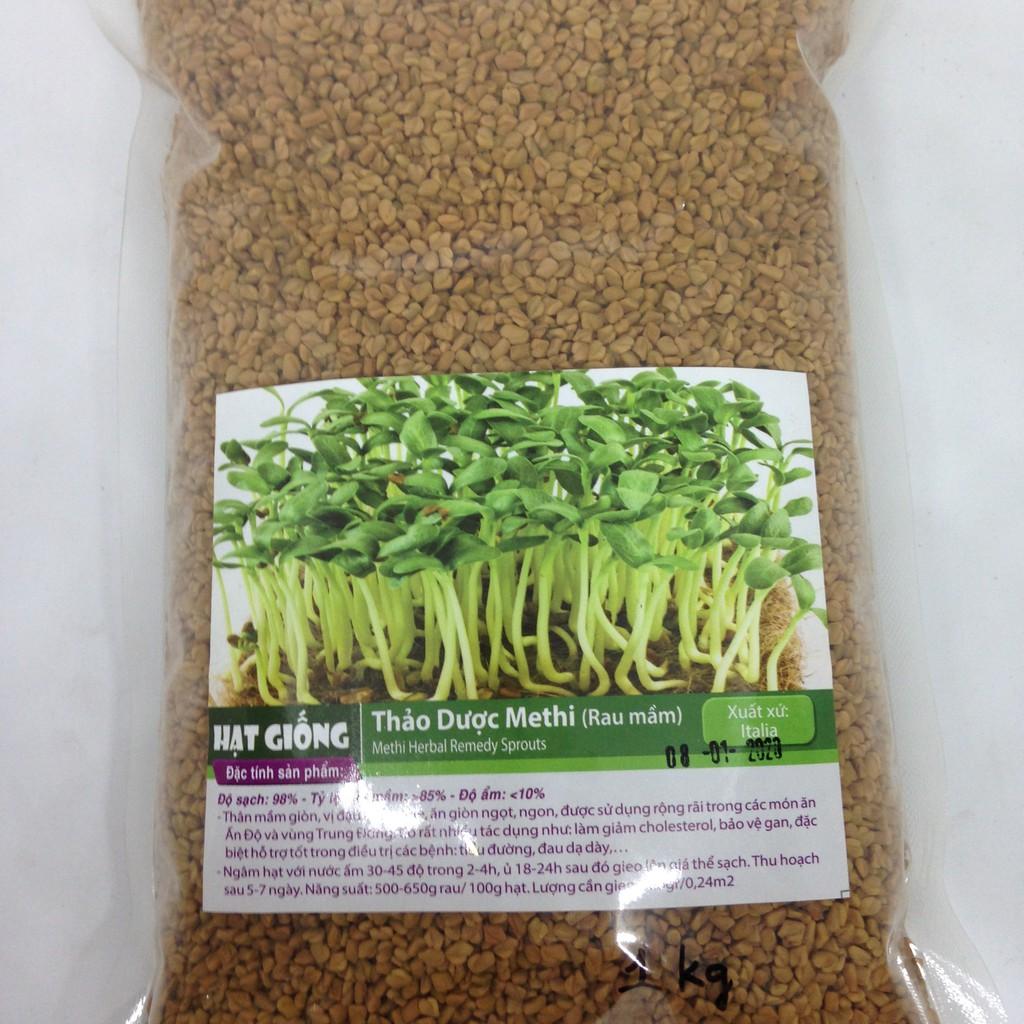 HẠT GIỐNG
Thảo Dược Methi (Rau mầm)
Methi Herbal Remedy Sprouts
Xuất xứ:
Italia
08 -01- 2020
Đặc tính sản phẩm:
Độ sạch: 98% - Tỷ mầm: >85% - Độ ẩm: <10%
- Thân mầm giòn, vị ăn giòn ngọt, ngon, được sử dụng rộng rãi trong các món ăn
Ấn Độ và vùng Trung Đông. rất nhiều tác dụng như: làm giảm cholesterol, bảo vệ gan, đặc
biệt hỗ trợ tốt trong điều trị các bệnh: tiểu đường, đau dạ dày,...
- Ngâm hạt với nước ấm 30-45 độ trong 2-4h, ủ 18-24h sau đó gieo lên giá thể sạch. Thu hoạch
sau 5-7 ngày. Năng suất: 500-650g rau/ 100g hạt. Lượng cần /0,24m2
1 kg